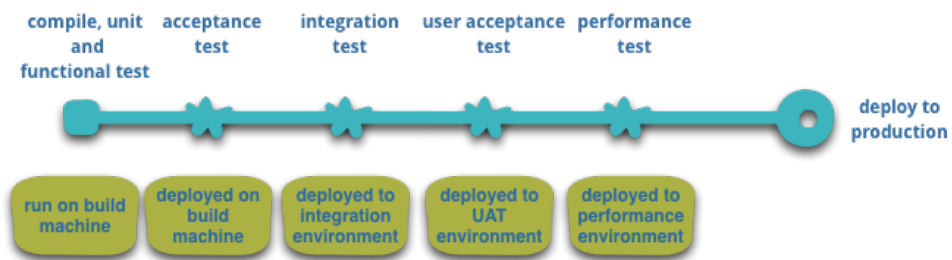 compile, unit
and
functional test
acceptance
test
integration
test
user acceptance
test
performance
test
deploy to
production
run on build
machine
deployed on
build
machine
deployed to
integration
environment
deployed to
UAT
environment
deployed to
performance
environment